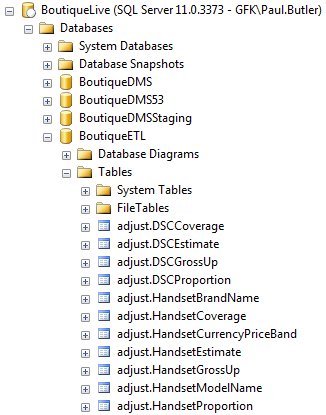 BoutiqueLive (SQL Server 11.0.3373 - GFK\Paul.Butler)
Databases
System Databases
Database Snapshots
BoutiqueDMS
BoutiqueDMS53
BoutiqueDMSStaging
BoutiqueETL
Database Diagrams
Tables
System Tables
FileTables
adjust.DSCCoverage
adjust.DSCEstimate
adjust.DSCGrossUp
adjust.DSCProportion
adjust.HandsetBrandName
adjust.HandsetCoverage
adjust.HandsetCurrencyPriceBand
adjust.HandsetEstimate
adjust.HandsetGrossUp
adjust.HandsetModelName
adjust.HandsetProportion